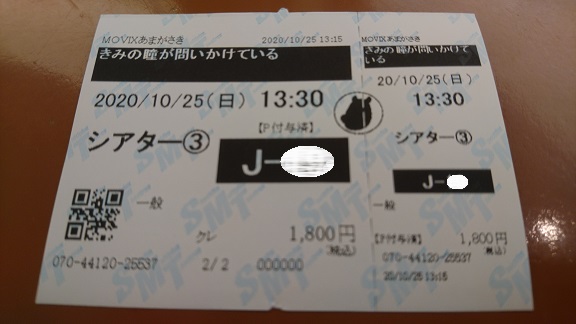 MOVIXあまがさき 2020/10/25 13:15
きみの瞳が問いかけている
2020/10/25(日) 13:30
【P付与済】
シアター③
J-
一般
クレ 1,800円
(税込)
070-44120-25537 2/2 000000
MOVIXあまがさき
きみの瞳が問いかけて
いる
20/10/25(日)
13:30
シアター③
J-
一般
【P付与済】 1,800円
(税込)
070-44120-25537
20/10/25 13:15
SMT